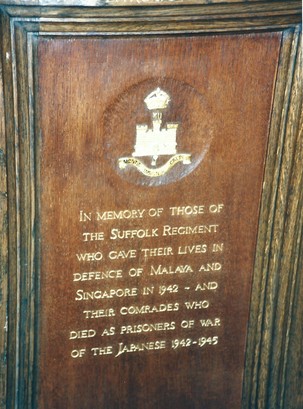 IN MEMORY OF THOSE OF
THE SUFFOLK REGIMENT
WHO GAVE THEIR LIVES IN
DEFENCE OF MALAYA AND
SINGAPORE IN 1942 - AND
THEIR COMRADES WHO
DIED AS PRISONERS OF WAR
OF THE JAPANESE 1942-1945